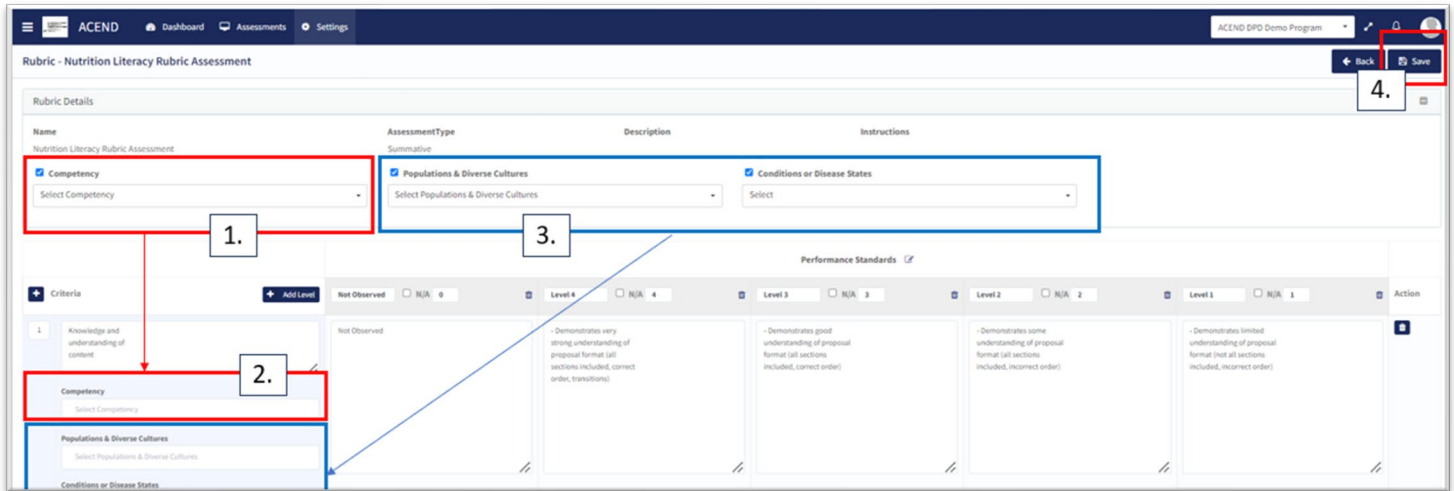 ACEND Dashboard Assessments Settings ACEND DPD Demo Program
Rubric - Nutrition Literacy Rubric Assessment Back Save
4.
Rubric Details
Name AssessmentType Description Instructions
Nutrition Literacy Rubric Assessment Summative
Competency Populations & Diverse Cultures Conditions or Disease States
Select Competency Select Populations & Diverse Cultures Select
1. 3.
Performance Standards
Criteria Add Level Not Observed N/A 0 Level 4 N/A 4 Level 3 N/A 3 Level 2 N/A 2 Level 1 N/A 1 Action
1
Knowledge and
understanding of
content
Not Observed
- Demonstrates very
strong understanding of
proposal format (all
sections included, correct
order, transitions)
- Demonstrates good
understanding of proposal
format (all sections
included, correct order)
- Demonstrates some
understanding of proposal
format (all sections
included, incorrect order)
- Demonstrates limited
understanding of proposal
format (not all sections
included, incorrect order)
2.
Competency
Select Competency
Populations & Diverse Cultures
Select Populations & Diverse Cultures
Conditions or Disease States